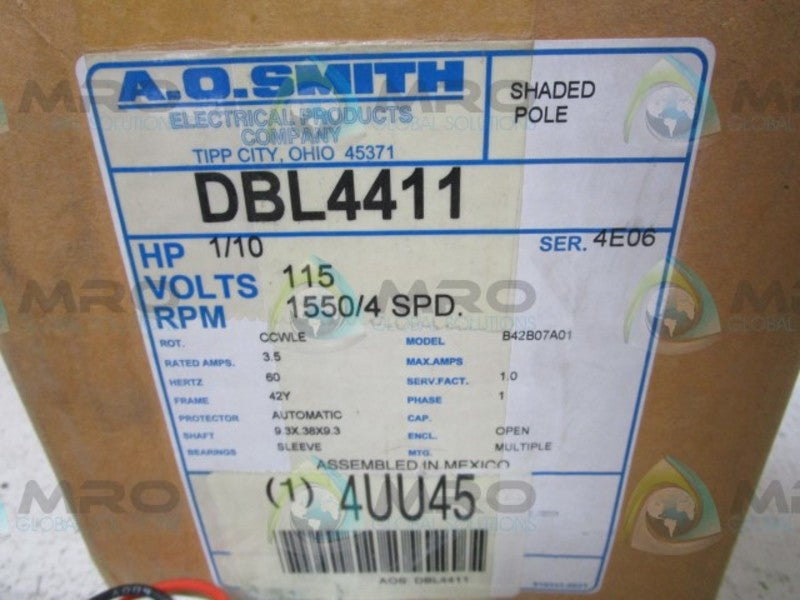 A.O.SMITH
ELECTRICAL PRODUCTS
COMPANY
TIPP CITY, OHIO 45371
SHADED
POLE
DBL4411
HP 1/10
SER. 4E06
VOLTS 115
RPM 1550/4 SPD.
ROT. CCWLE MODEL B42B07A01
RATED AMPS. 3.5 MAX.AMPS
HERTZ 60 SERV.FACT. 1.0
FRAME 42Y PHASE 1
PROTECTOR AUTOMATIC CAP.
SHAFT 9.3X.38X9.3 ENCL. OPEN
BEARINGS SLEEVE MTG. MULTIPLE
ASSEMBLED IN MEXICO
(1) 4UU45
AOS DBL4411
MRO
GLOBAL SOLUTIONS